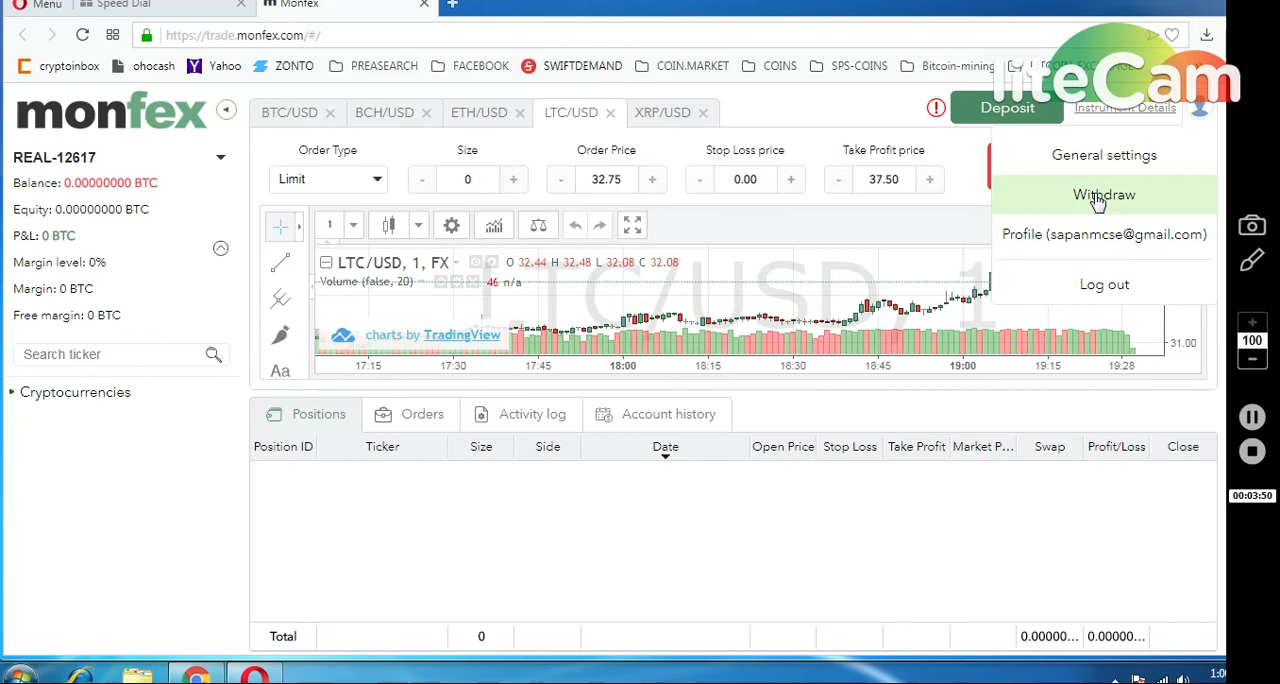 Menu
Speed Dial
Monfex
https://trade.monfex.com/#/
cryptoinbox
ohocash
Yahoo
ZONTO
PREASEARCH
FACEBOOK
SWIFTDEMAND
COIN.MARKET
COINS
SPS-COINS
Bitcoin-mining
liteCam
monfex
BTC/USD
BCH/USD
ETH/USD
LTC/USD
XRP/USD
Deposit
Instrument Details
REAL-12617
Balance: 0.00000000 BTC
Equity: 0.00000000 BTC
P&L: 0 BTC
Margin level: 0%
Margin: 0 BTC
Free margin: 0 BTC
Search ticker
Cryptocurrencies
Order Type
Size
Order Price
Stop Loss price
Take Profit price
Limit
- 0 +
- 32.75 +
- 0.00 +
- 37.50 +
General settings
Withdraw
Profile (sapanmcse@gmail.com)
Log out
1
LTC/USD, 1, FX
O 32.44 H 32.48 L 32.08 C 32.08
Volume (false, 20)
46 n/a
LTC/USD, 1
charts by TradingView
Aa
31.00
17:15 17:30 17:45 18:00 18:15 18:30 18:45 19:00 19:15 19:28
Positions
Orders
Activity log
Account history
Position ID Ticker Size Side Date Open Price Stop Loss Take Profit Market P... Swap Profit/Loss Close
Total 0 0.00000... 0.00000...
100
00:03:50